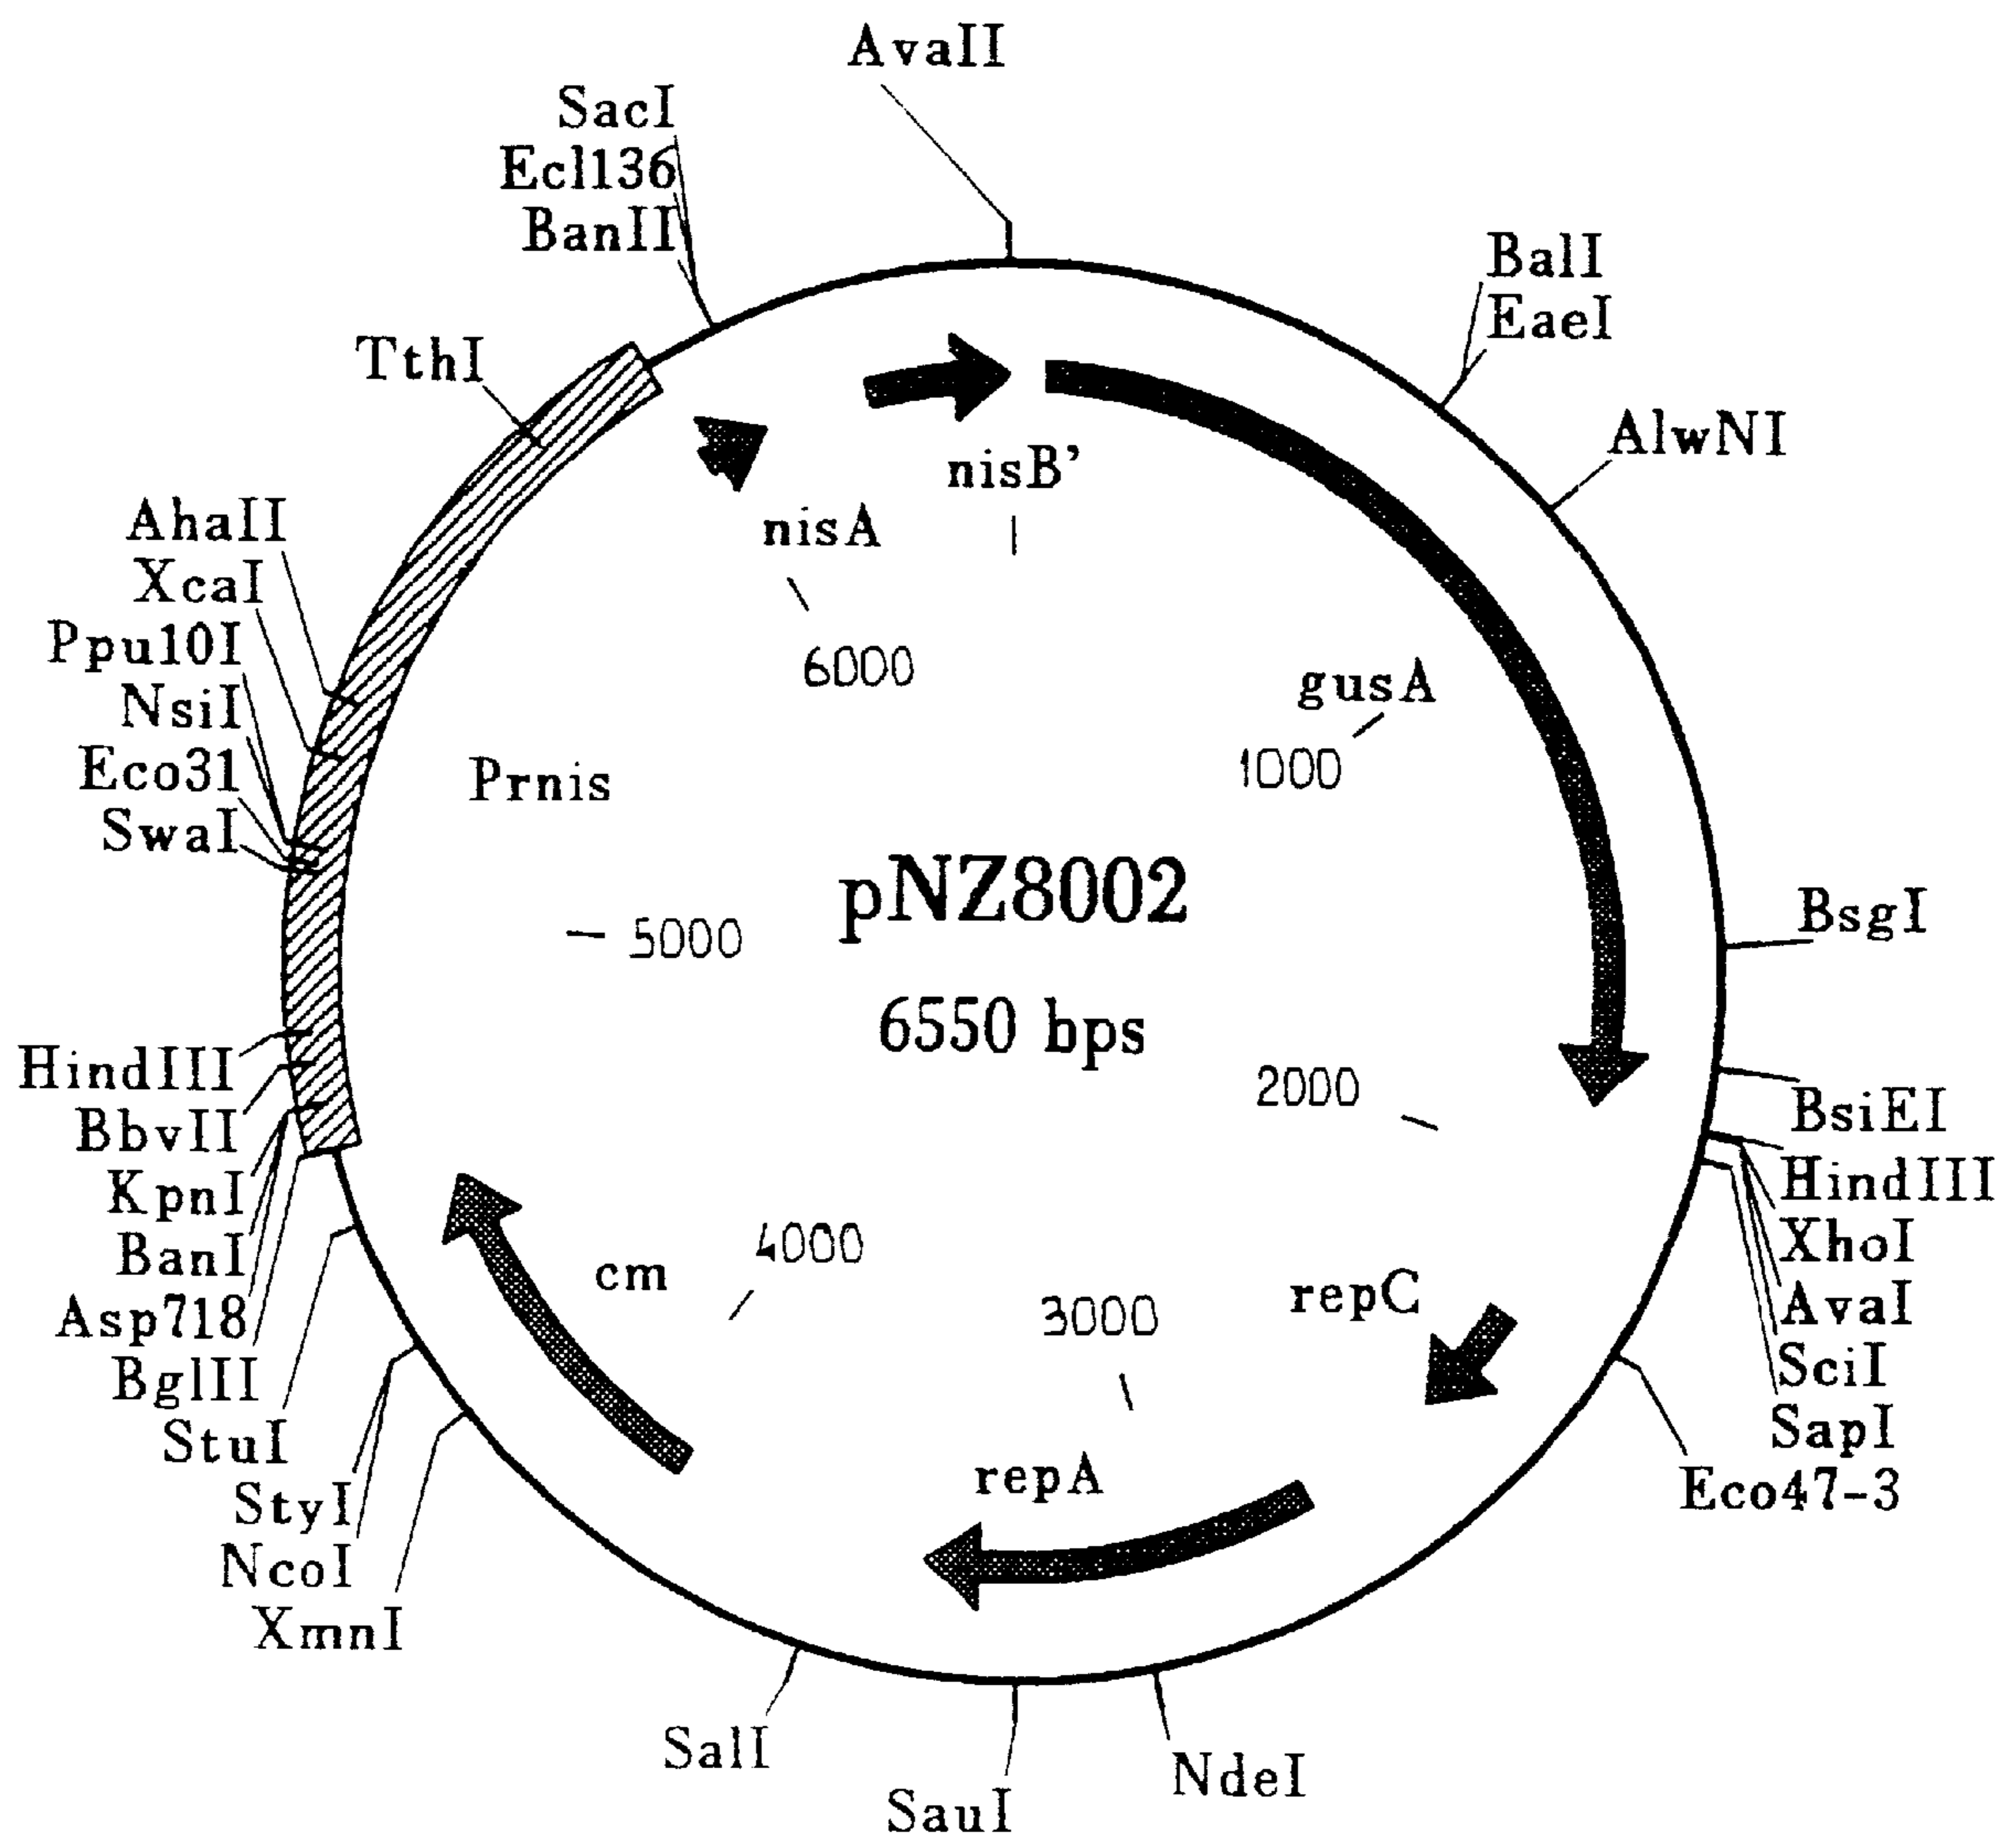 AvaII
SacI
Ecl136
BanII
BalI
EaeI
TthI
AlwNI
nisB'
nisA
AhaII
XcaI
Ppu10I
NsiI
Eco31
SwaI
6000
gusA
1000
Prnis
pNZ8002
5000
6550 bps
BsgI
HindIII
BbvII
KpnI
BanI
Asp718
BglII
StuI
StyI
NcoI
XmnI
2000
BsiEI
HindIII
XhoI
AvaI
SciI
SapI
Eco47-3
4000
cm
3000
repC
repA
SalI
SauI
NdeI